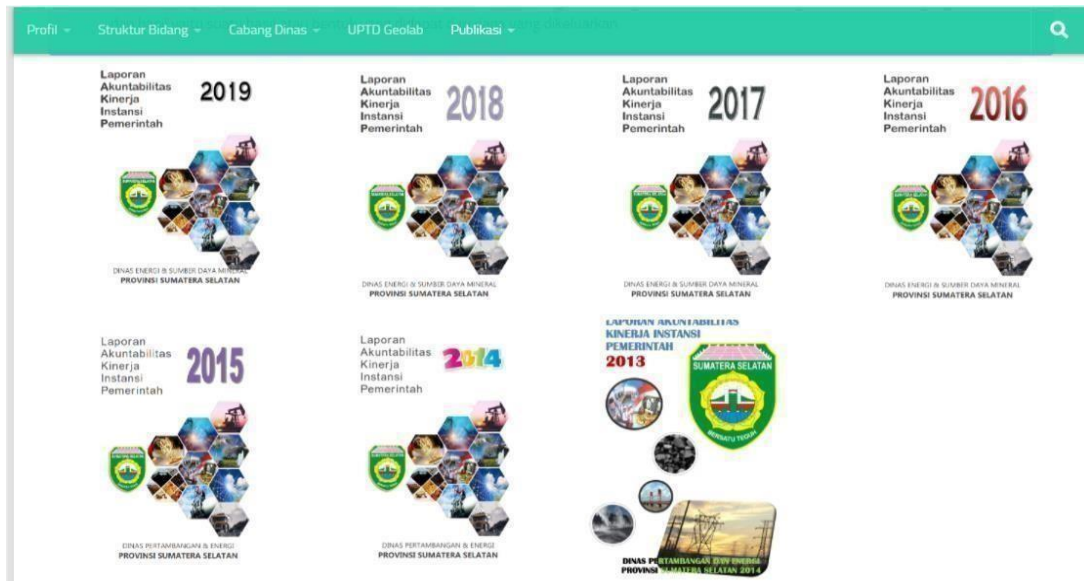 Profil
Struktur Bidang
Cabang Dinas
UPTD Geolab
Publikasi
Laporan
Akuntabilitas
Kinerja
Instansi
Pemerintah
2019
DINAS ENERGI & SUMBER DAYA MINERAL
PROVINSI SUMATERA SELATAN
Laporan
Akuntabilitas
Kinerja
Instansi
Pemerintah
2018
DINAS ENERGI & SUMBER DAYA MINERAL
PROVINSI SUMATERA SELATAN
Laporan
Akuntabilitas
Kinerja
Instansi
Pemerintah
2017
DINAS ENERGI & SUMBER DAYA MINERAL
PROVINSI SUMATERA SELATAN
Laporan
Akuntabilitas
Kinerja
Instansi
Pemerintah
2016
DINAS ENERGI & SUMBER DAYA MINERAL
PROVINSI SUMATERA SELATAN
Laporan
Akuntabilitas
Kinerja
Instansi
Pemerintah
2015
DINAS PERTAMBANGAN & ENERGI
PROVINSI SUMATERA SELATAN
Laporan
Akuntabilitas
Kinerja
Instansi
Pemerintah
2014
DINAS PERTAMBANGAN & ENERGI
PROVINSI SUMATERA SELATAN
LAPORAN AKUNTABILITAS
KINERJA INSTANSI
PEMERINTAH
2013
SUMATERA SELATAN
BERSATU TEGUH
DINAS PERTAMBANGAN DAN ENERGI
PROVINSI SUMATERA SELATAN 2014